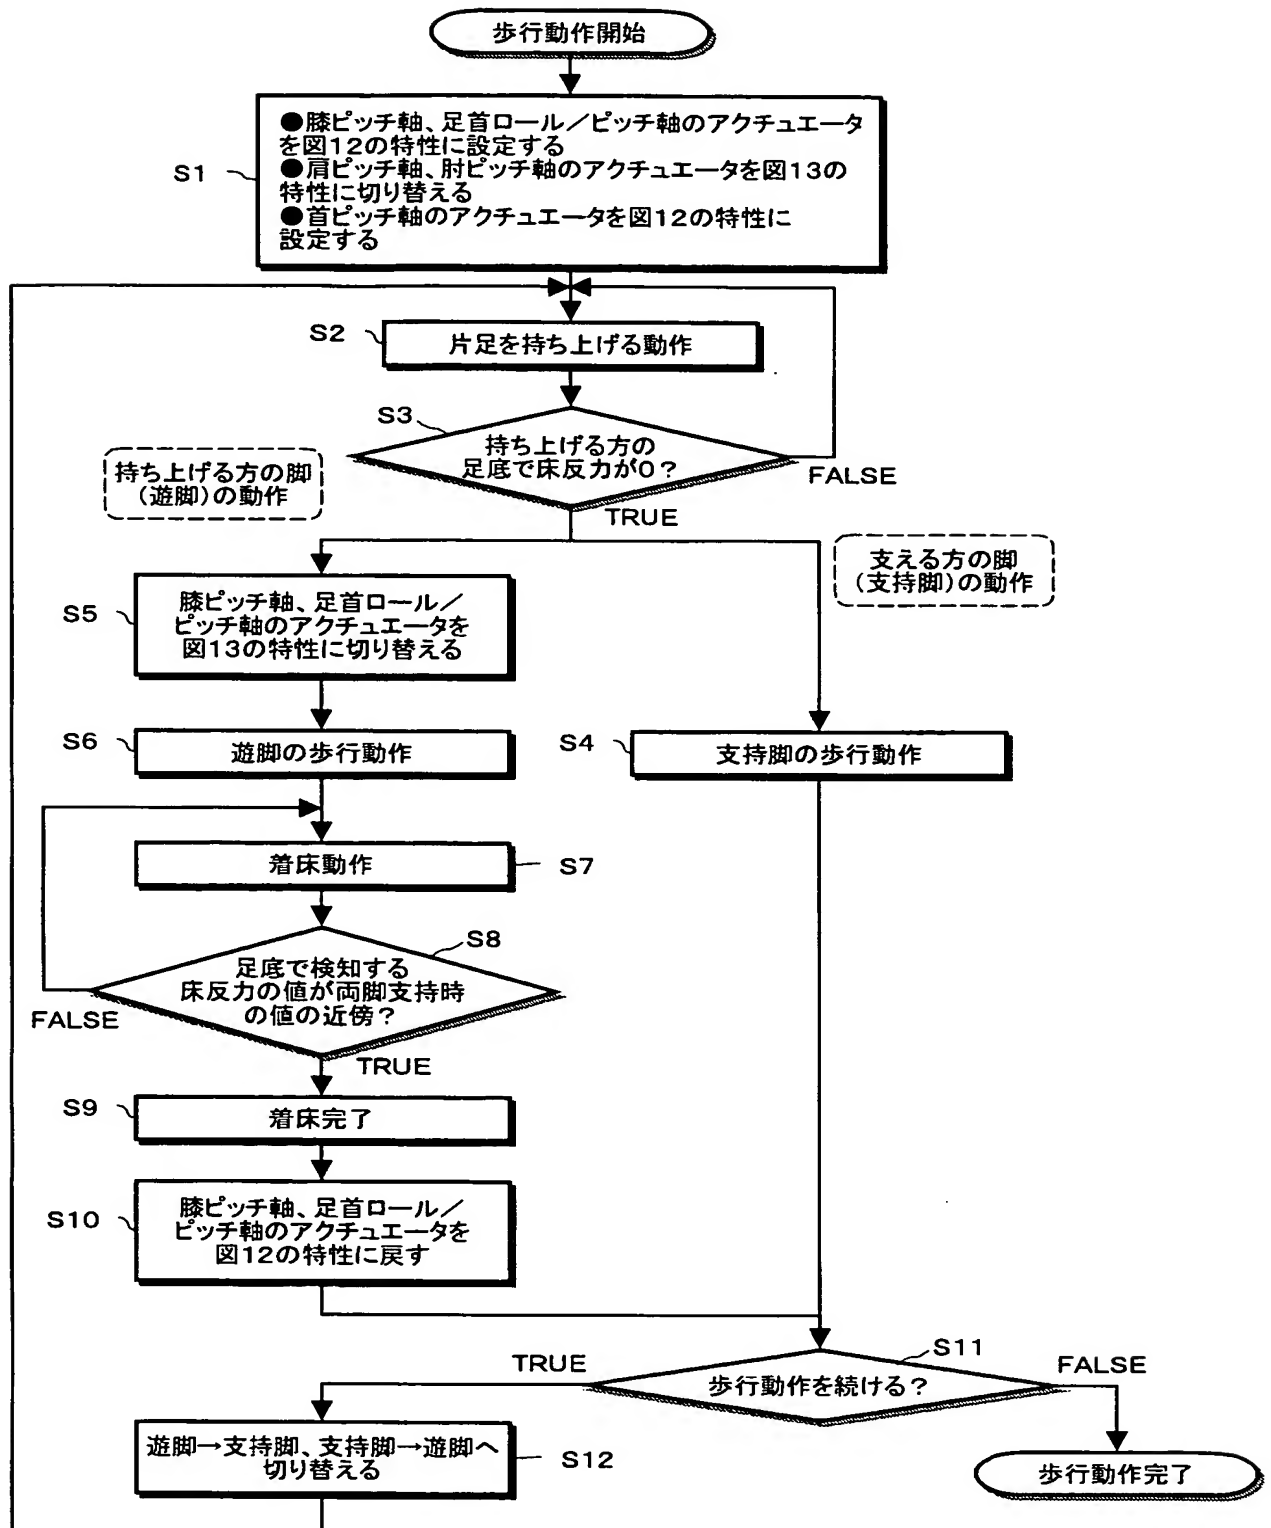 歩行動作開始
S1
●膝ピッチ軸、足首ロール／ピッチ軸のアクチュエータ
を図12の特性に設定する
●肩ピッチ軸、肘ピッチ軸のアクチュエータを図13の
特性に切り替える
●首ピッチ軸のアクチュエータを図12の特性に
設定する
S2
片足を持ち上げる動作
S3
持ち上げる方の
足底で床反力が0？
FALSE
TRUE
持ち上げる方の脚
（遊脚）の動作
支える方の脚
（支持脚）の動作
S5
膝ピッチ軸、足首ロール／
ピッチ軸のアクチュエータを
図13の特性に切り替える
S6
遊脚の歩行動作
S4
支持脚の歩行動作
着床動作
S7
S8
足底で検知する
床反力の値が両脚支持時
の値の近傍？
FALSE
TRUE
S9
着床完了
S10
膝ピッチ軸、足首ロール／
ピッチ軸のアクチュエータを
図12の特性に戻す
S11
TRUE
歩行動作を続ける？
FALSE
遊脚→支持脚、支持脚→遊脚へ
切り替える
S12
歩行動作完了